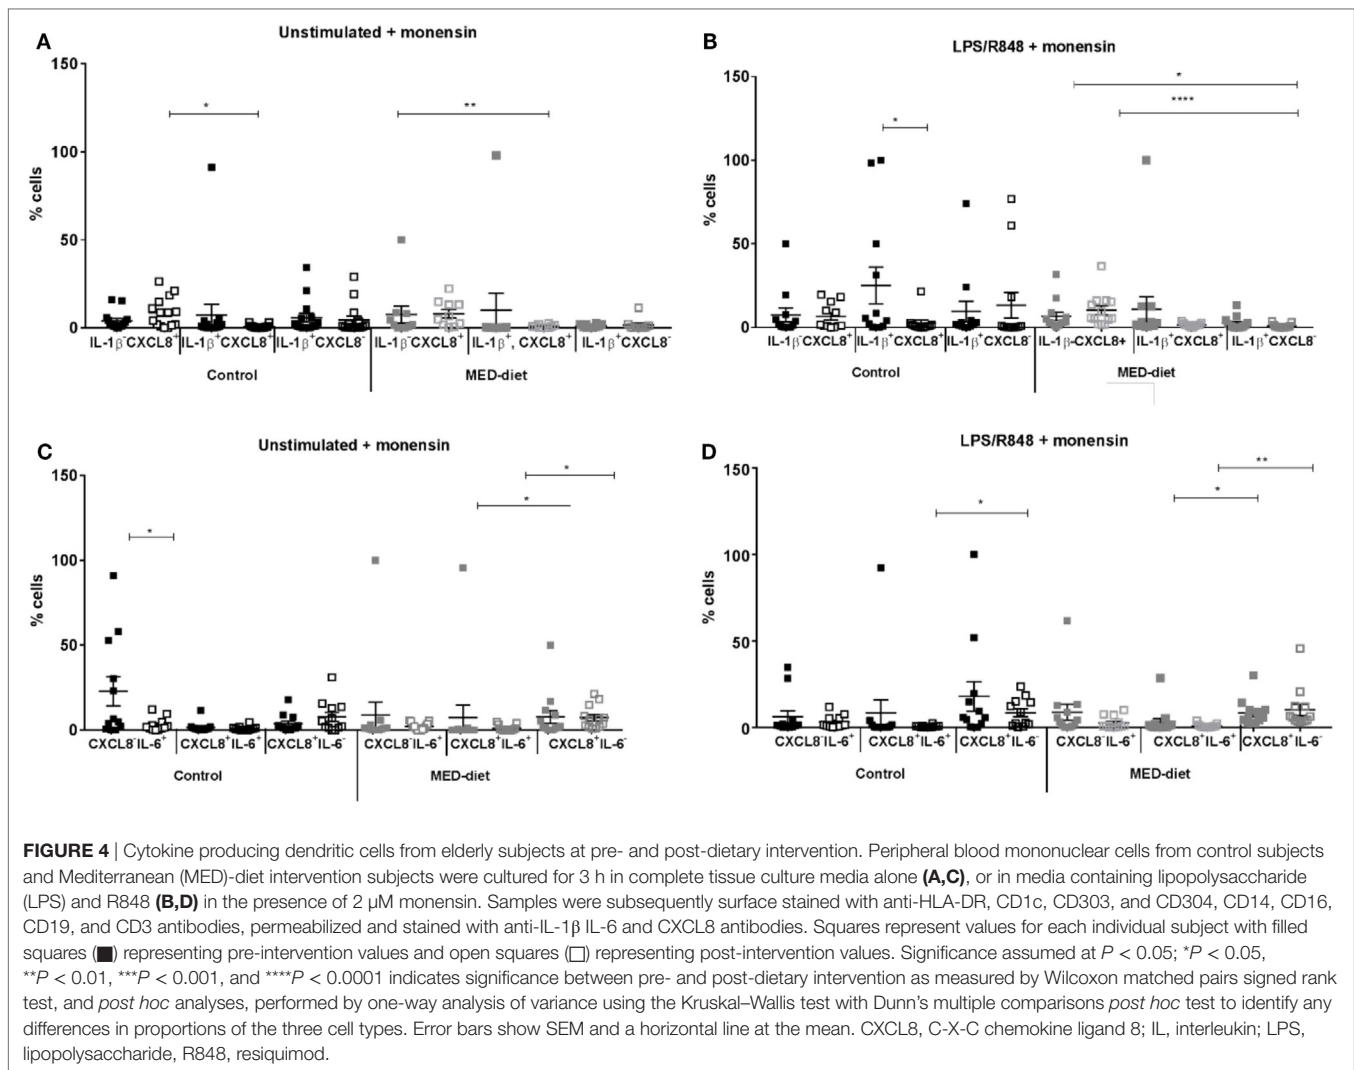 A
Unstimulated + monensin
150
100
50
0
% cells
*
**
IL-1β⁻CXCL8⁺ IL-1β⁺CXCL8⁺ IL-1β⁺CXCL8⁻ IL-1β⁻CXCL8⁺ IL-1β⁺, CXCL8⁺ IL-1β⁺CXCL8⁻
Control MED-diet
B
LPS/R848 + monensin
150
100
50
0
% cells
*
*
****
IL-1β⁻CXCL8⁺ IL-1β⁺CXCL8⁺ IL-1β⁺CXCL8⁻ IL-1β-CXCL8+ IL-1β⁺CXCL8⁺ IL-1β⁺CXCL8⁻
Control MED-diet
C
Unstimulated + monensin
150
100
50
0
% cells
*
*
*
CXCL8⁻IL-6⁺ CXCL8⁺IL-6⁺ CXCL8⁺IL-6⁻ CXCL8⁻IL-6⁺ CXCL8⁺IL-6⁺ CXCL8⁺IL-6⁻
Control MED-diet
D
LPS/R848 + monensin
150
100
50
0
% cells
*
*
**
CXCL8⁻IL-6⁺ CXCL8⁺IL-6⁺ CXCL8⁺IL-6⁻ CXCL8⁻IL-6⁺ CXCL8⁺IL-6⁺ CXCL8⁺IL-6⁻
Control MED-diet
FIGURE 4 | Cytokine producing dendritic cells from elderly subjects at pre- and post-dietary intervention. Peripheral blood mononuclear cells from control subjects
and Mediterranean (MED)-diet intervention subjects were cultured for 3 h in complete tissue culture media alone (A,C), or in media containing lipopolysaccharide
(LPS) and R848 (B,D) in the presence of 2 µM monensin. Samples were subsequently surface stained with anti-HLA-DR, CD1c, CD303, and CD304, CD14, CD16,
CD19, and CD3 antibodies, permeabilized and stained with anti-IL-1β IL-6 and CXCL8 antibodies. Squares represent values for each individual subject with filled
squares (■) representing pre-intervention values and open squares (□) representing post-intervention values. Significance assumed at P < 0.05; *P < 0.05,
**P < 0.01, ***P < 0.001, and ****P < 0.0001 indicates significance between pre- and post-dietary intervention as measured by Wilcoxon matched pairs signed rank
test, and post hoc analyses, performed by one-way analysis of variance using the Kruskal–Wallis test with Dunn's multiple comparisons post hoc test to identify any
differences in proportions of the three cell types. Error bars show SEM and a horizontal line at the mean. CXCL8, C-X-C chemokine ligand 8; IL, interleukin; LPS,
lipopolysaccharide, R848, resiquimod.